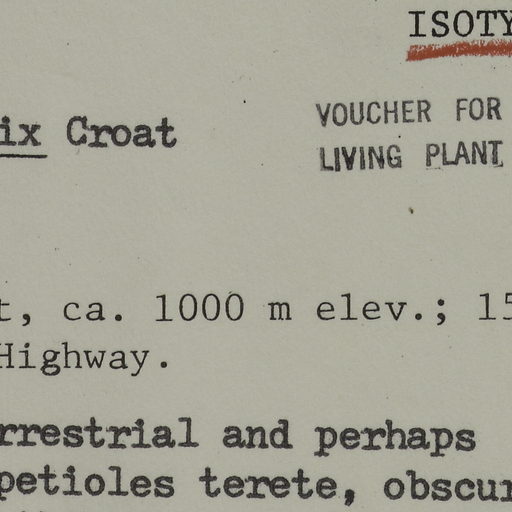 ISOTY
VOUCHER FOR
ix Croat
LIVING PLANT
t, ca. 1000 m elev.; 15
Highway.
rrestrial and perhaps
petioles terete, obscur